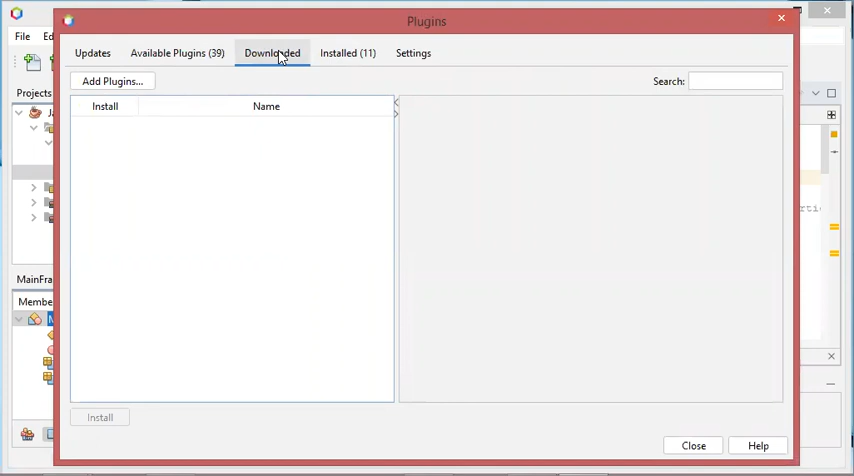 Plugins
File Ed
Updates Available Plugins (39) Downloaded Installed (11) Settings
Add Plugins... Search:
Projects
Install Name
Ja
MainFra
Membe
Install
Close Help